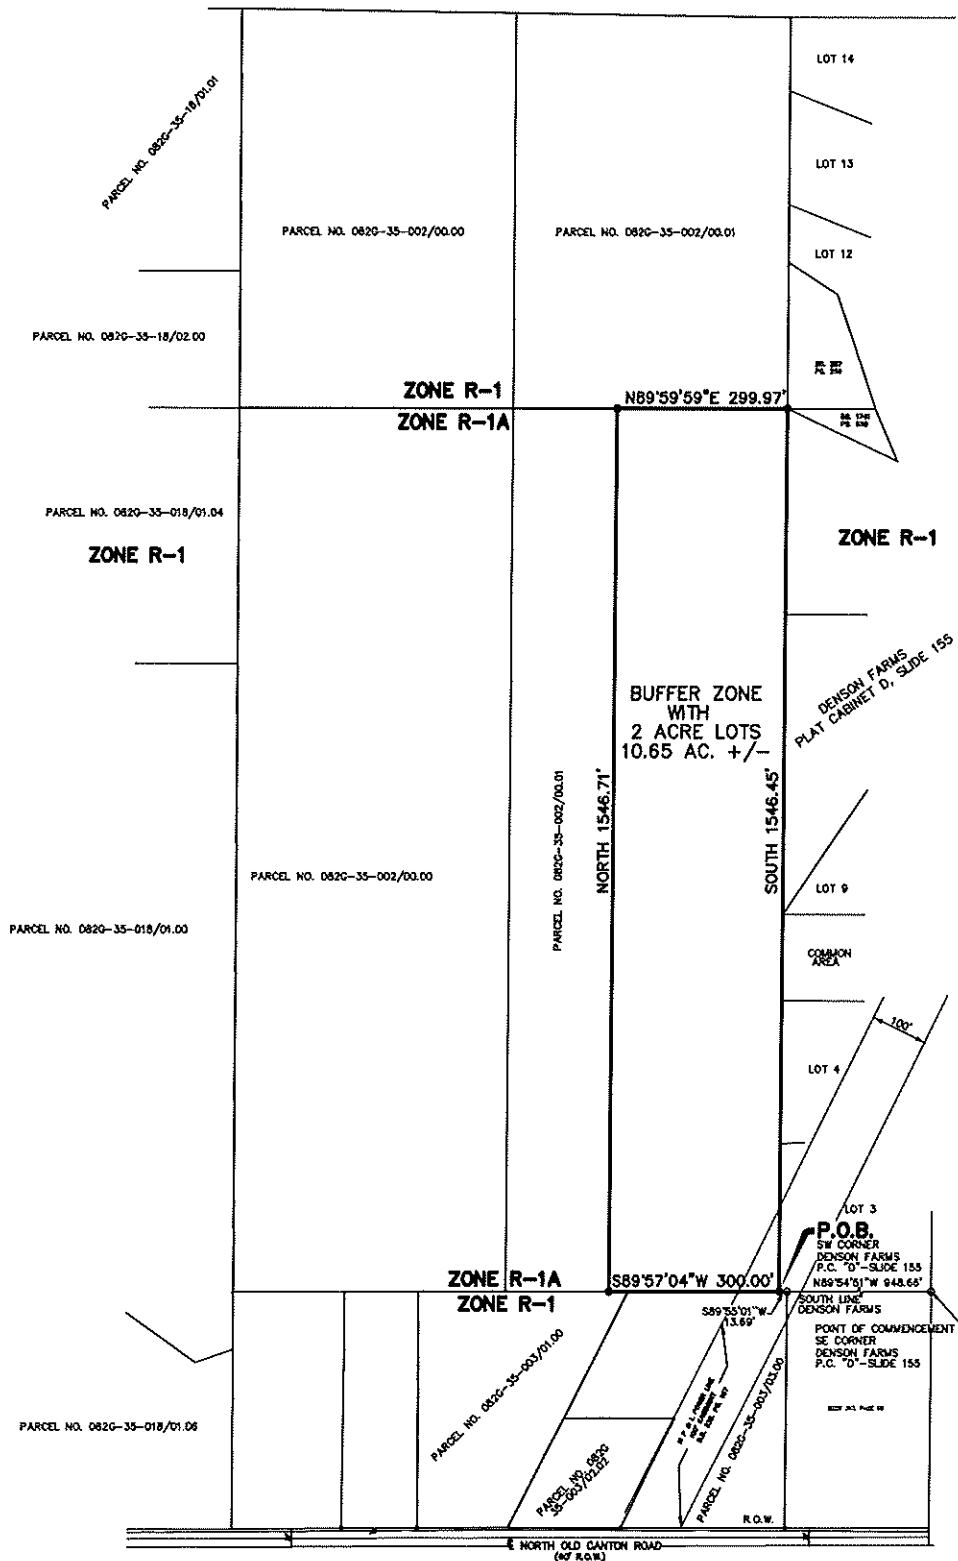 LOT 14
PARCEL NO. 082G-35-18/01.01
LOT 13
PARCEL NO. 082G-35-002/00.00
PARCEL NO. 082G-35-002/00.01
LOT 12
PARCEL NO. 082G-35-18/02.00
ZONE R-1
N89°59'59"E 299.97'
ZONE R-1A
PARCEL NO. 082G-35-018/01.04
ZONE R-1
ZONE R-1
DENSON FARMS
PLAT CABINET D, SLIDE 155
BUFFER ZONE
WITH
2 ACRE LOTS
10.65 AC. +/-
NORTH 1546.71'
SOUTH 1546.45'
PARCEL NO. 082G-35-002/00.01
PARCEL NO. 082G-35-002/00.00
LOT 9
PARCEL NO. 082G-35-018/01.00
COMMON
AREA
100'
LOT 4
LOT 3
P.O.B.
SW CORNER
DENSON FARMS
P.C. "D"-SLIDE 155
ZONE R-1A
S89°57'04"W 300.00'
N89°54'51"W 948.68'
ZONE R-1
S89°55'01"W
13.69'
SOUTH LINE
DENSON FARMS
POINT OF COMMENCEMENT
SE CORNER
DENSON FARMS
P.C. "D"-SLIDE 155
PARCEL NO. 082G-35-003/01.00
PARCEL NO. 082G-35-018/01.06
PARCEL NO. 082G
35-003/02.02
PARCEL NO. 082G-35-003/03.00
R.O.W.
NORTH OLD CANTON ROAD
(60' R.O.W.)